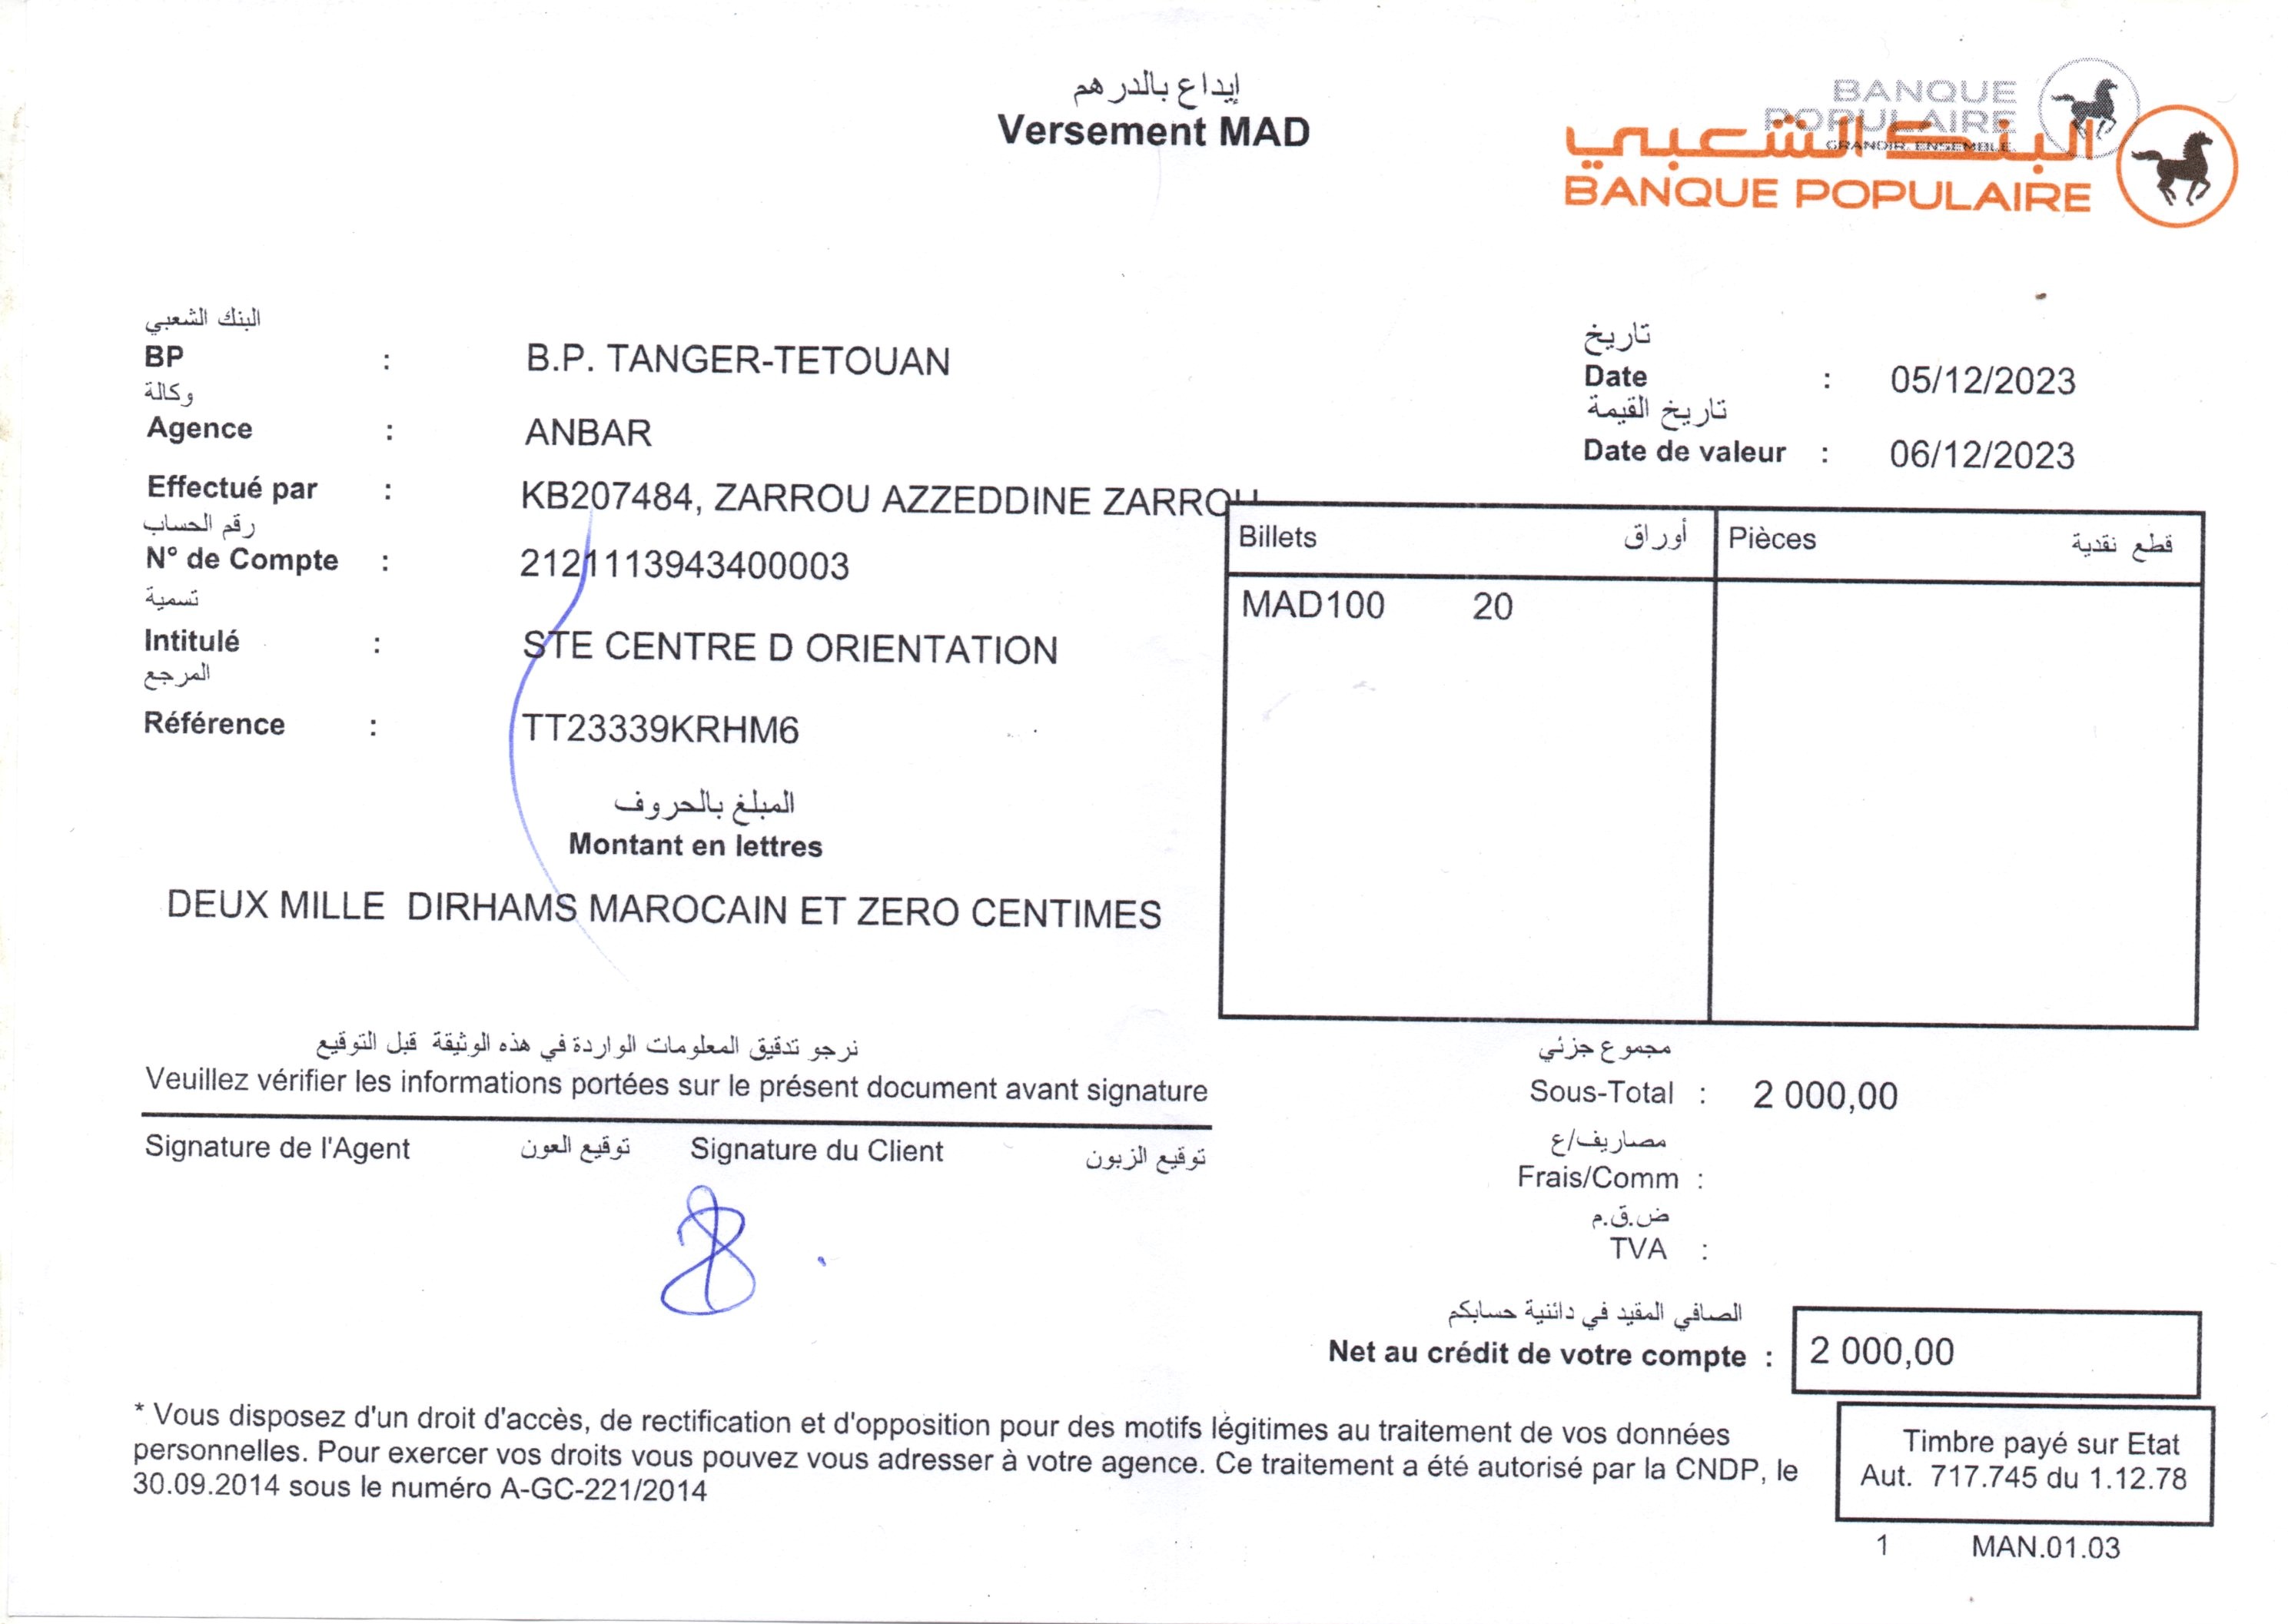 إيداع بالدرهم
Versement MAD
BANQUE
POPULAIRE
GRANDIR. ENSEMBLE.
البنك الشعبي
BANQUE POPULAIRE
البنك الشعبي
BP : B.P. TANGER-TETOUAN
وكالة
Agence : ANBAR
Effectué par : KB207484, ZARROU AZZEDDINE ZARROU
رقم الحساب
N° de Compte : 2121113943400003
تسمية
Intitulé : STE CENTRE D ORIENTATION
المرجع
Référence : TT23339KRHM6
تاريخ
Date : 05/12/2023
تاريخ القيمة
Date de valeur : 06/12/2023
Billets أوراق Pièces قطع نقدية
MAD100 20
المبلغ بالحروف
Montant en lettres
DEUX MILLE DIRHAMS MAROCAIN ET ZERO CENTIMES
نرجو تدقيق المعلومات الواردة في هذه الوثيقة قبل التوقيع
Veuillez vérifier les informations portées sur le présent document avant signature
Signature de l'Agent توقيع العون Signature du Client توقيع الزبون
مجموع جزئي
Sous-Total : 2 000,00
مصاريف/ع
Frais/Comm :
ض.ق.م
TVA :
الصافي المقيد في دائنية حسابكم
Net au crédit de votre compte : 2 000,00
* Vous disposez d'un droit d'accès, de rectification et d'opposition pour des motifs légitimes au traitement de vos données
personnelles. Pour exercer vos droits vous pouvez vous adresser à votre agence. Ce traitement a été autorisé par la CNDP, le
30.09.2014 sous le numéro A-GC-221/2014
Timbre payé sur Etat
Aut. 717.745 du 1.12.78
1 MAN.01.03